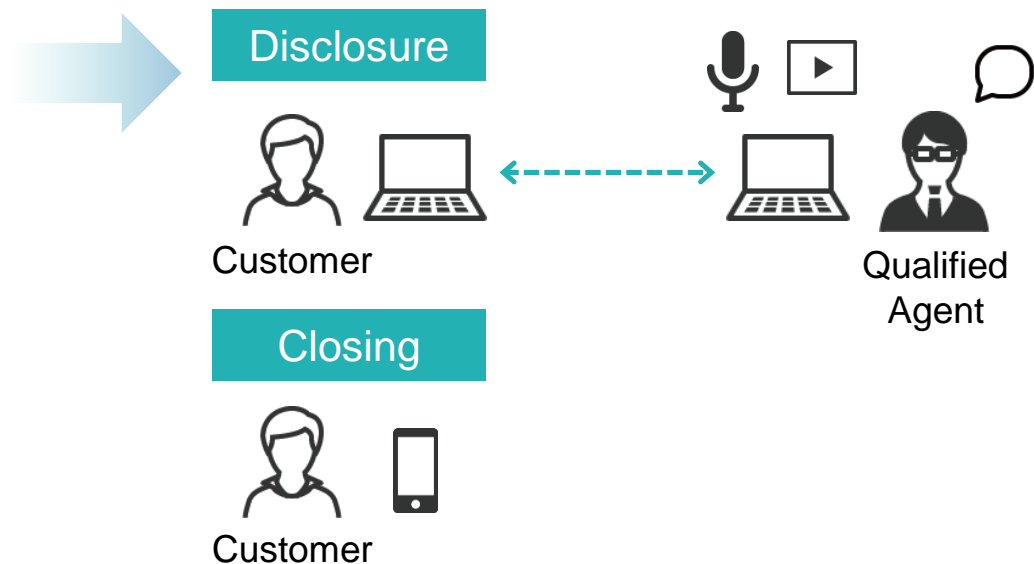 Disclosure
Customer
Qualified
Agent
Closing
Customer